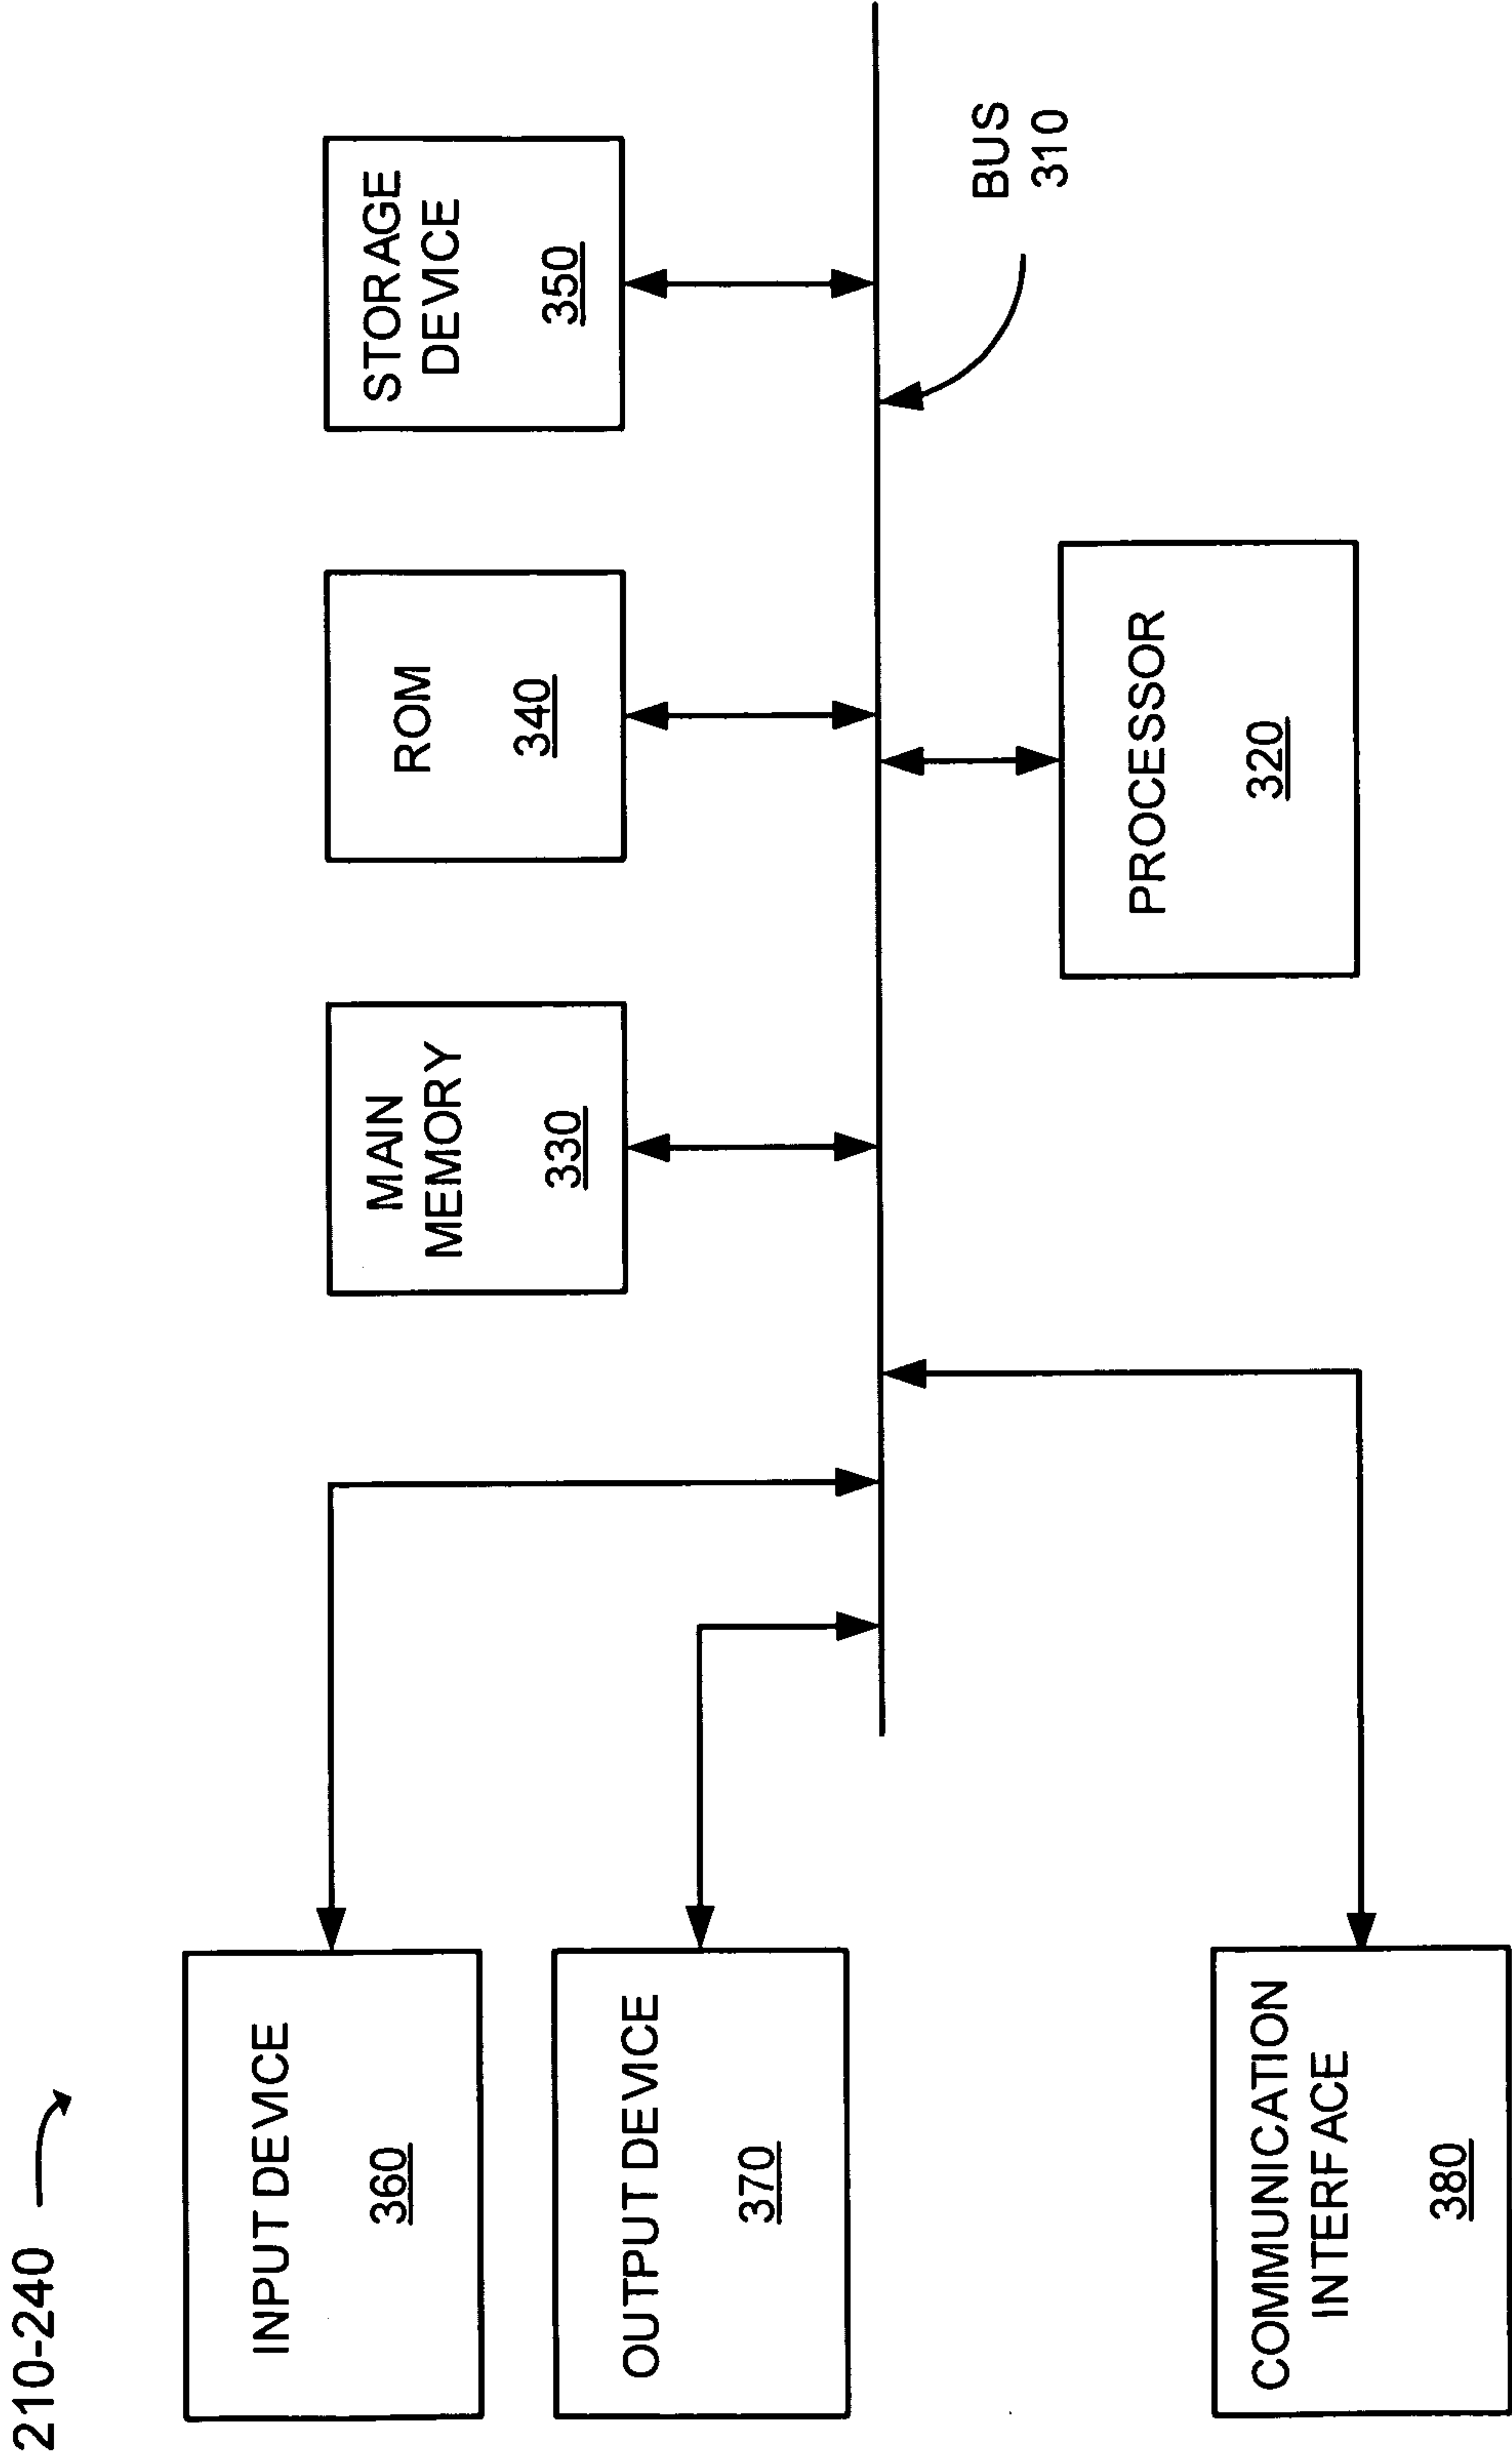 210-240
INPUT DEVICE
360
OUTPUT DEVICE
370
COMMUNICATION
INTERFACE
380
MAIN
MEMORY
330
ROM
340
STORAGE
DEVICE
350
PROCESSOR
320
BUS
310